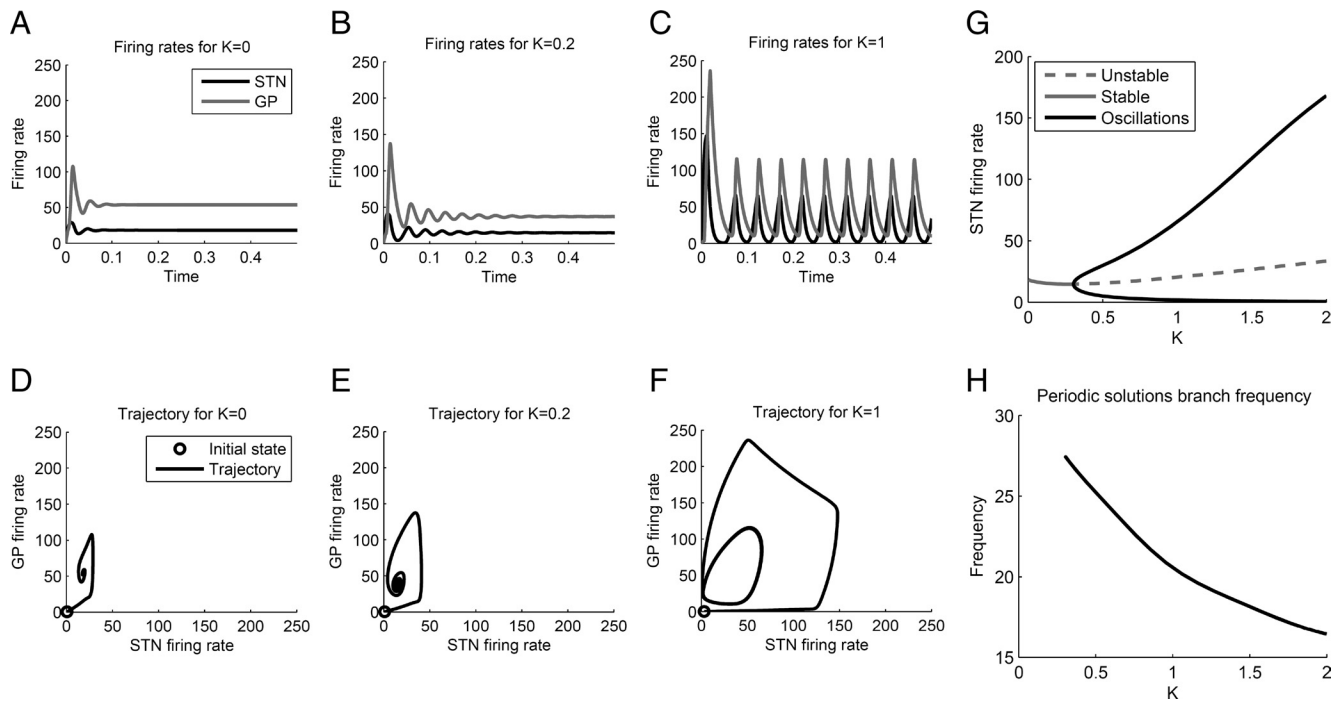 A
Firing rates for K=0
250
200
150
100
50
0
Firing rate
STN
GP
0 0.1 0.2 0.3 0.4
Time
B
Firing rates for K=0.2
250
200
150
100
50
0
Firing rate
0 0.1 0.2 0.3 0.4
Time
C
Firing rates for K=1
250
200
150
100
50
0
Firing rate
0 0.1 0.2 0.3 0.4
Time
G
200
150
100
50
0
STN firing rate
Unstable
Stable
Oscillations
0 0.5 1 1.5 2
K
D
Trajectory for K=0
250
200
150
100
50
0
GP firing rate
Initial state
Trajectory
0 50 100 150 200 250
STN firing rate
E
Trajectory for K=0.2
250
200
150
100
50
0
GP firing rate
0 50 100 150 200 250
STN firing rate
F
Trajectory for K=1
250
200
150
100
50
0
GP firing rate
0 50 100 150 200 250
STN firing rate
H
Periodic solutions branch frequency
30
25
20
15
Frequency
0 0.5 1 1.5 2
K